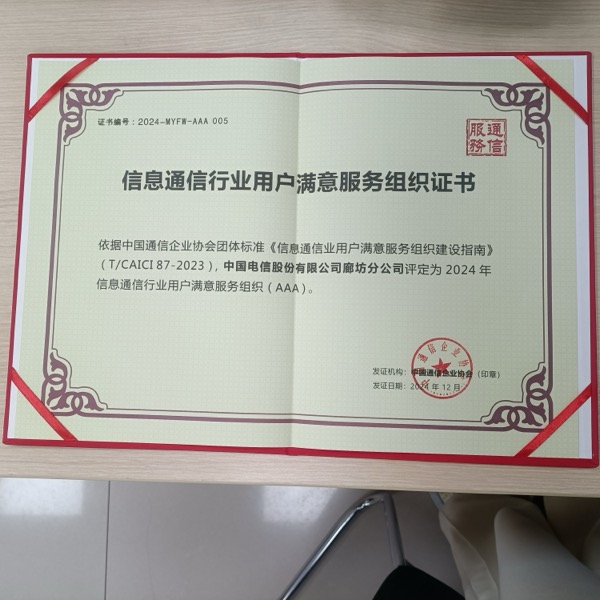 证书编号：2024-MYFW-AAA 005
通信
服務
信息通信行业用户满意服务组织证书
依据中国通信企业协会团体标准《信息通信业用户满意服务组织建设指南》
（T/CAICI 87-2023），中国电信股份有限公司廊坊分公司评定为 2024 年
信息通信行业用户满意服务组织（AAA）。
发证机构：中国通信企业协会（印章）
发证日期：2024 年 12 月